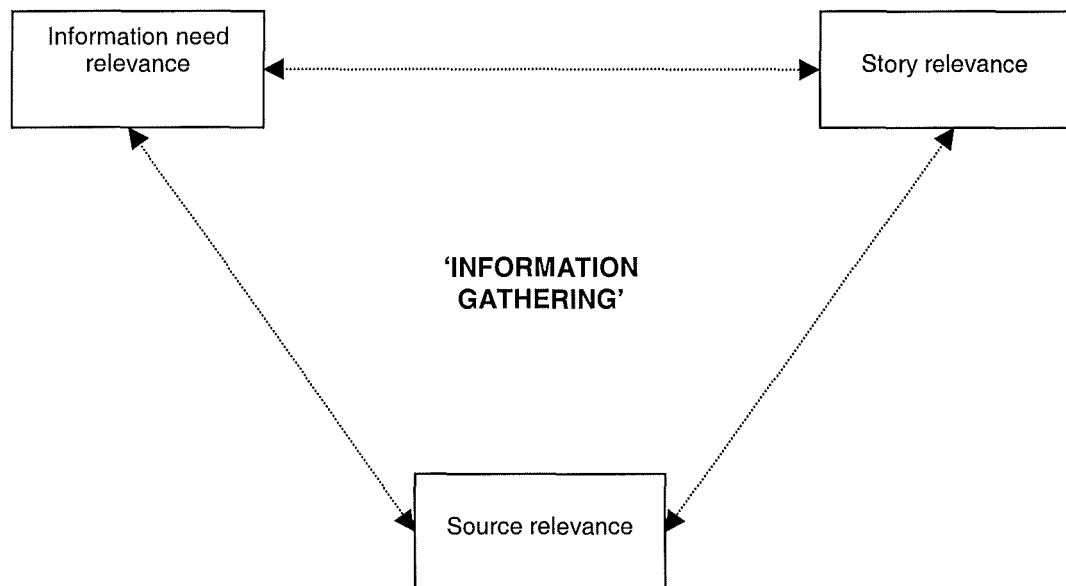 Information need
relevance
Story relevance
‘INFORMATION
GATHERING’
Source relevance